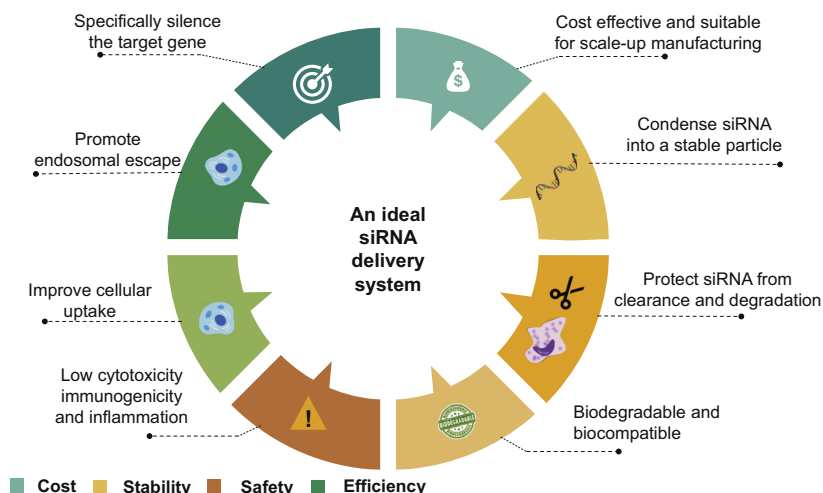 Specifically silence
the target gene
Cost effective and suitable
for scale-up manufacturing
$
Promote
endosomal escape
Condense siRNA
into a stable particle
An ideal
siRNA
delivery
system
Improve cellular
uptake
Protect siRNA from
clearance and degradation
Low cytotoxicity
immunogenicity
and inflammation
!
BIODEGRADABLE
Biodegradable and
biocompatible
Cost Stability Safety Efficiency